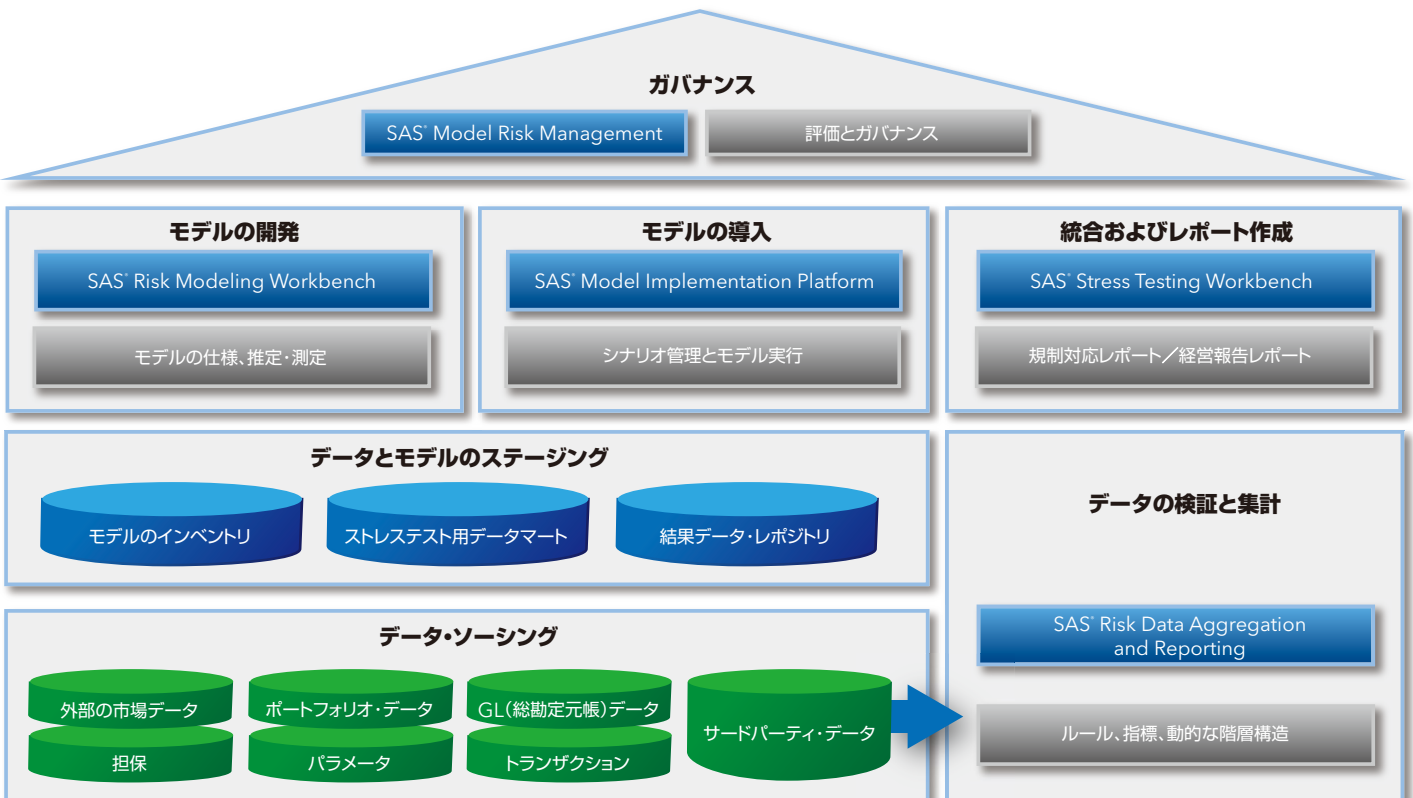 ガバナンス
SAS® Model Risk Management
評価とガバナンス
モデルの開発
SAS® Risk Modeling Workbench
モデルの仕様、推定・測定
モデルの導入
SAS® Model Implementation Platform
シナリオ管理とモデル実行
統合およびレポート作成
SAS® Stress Testing Workbench
規制対応レポート／経営報告レポート
データとモデルのステージング
モデルのインベントリ
ストレステスト用データマート
結果データ・レポジトリ
データ・ソーシング
外部の市場データ
ポートフォリオ・データ
GL（総勘定元帳）データ
サードパーティ・データ
担保
パラメータ
トランザクション
データの検証と集計
SAS® Risk Data Aggregation
and Reporting
ルール、指標、動的な階層構造